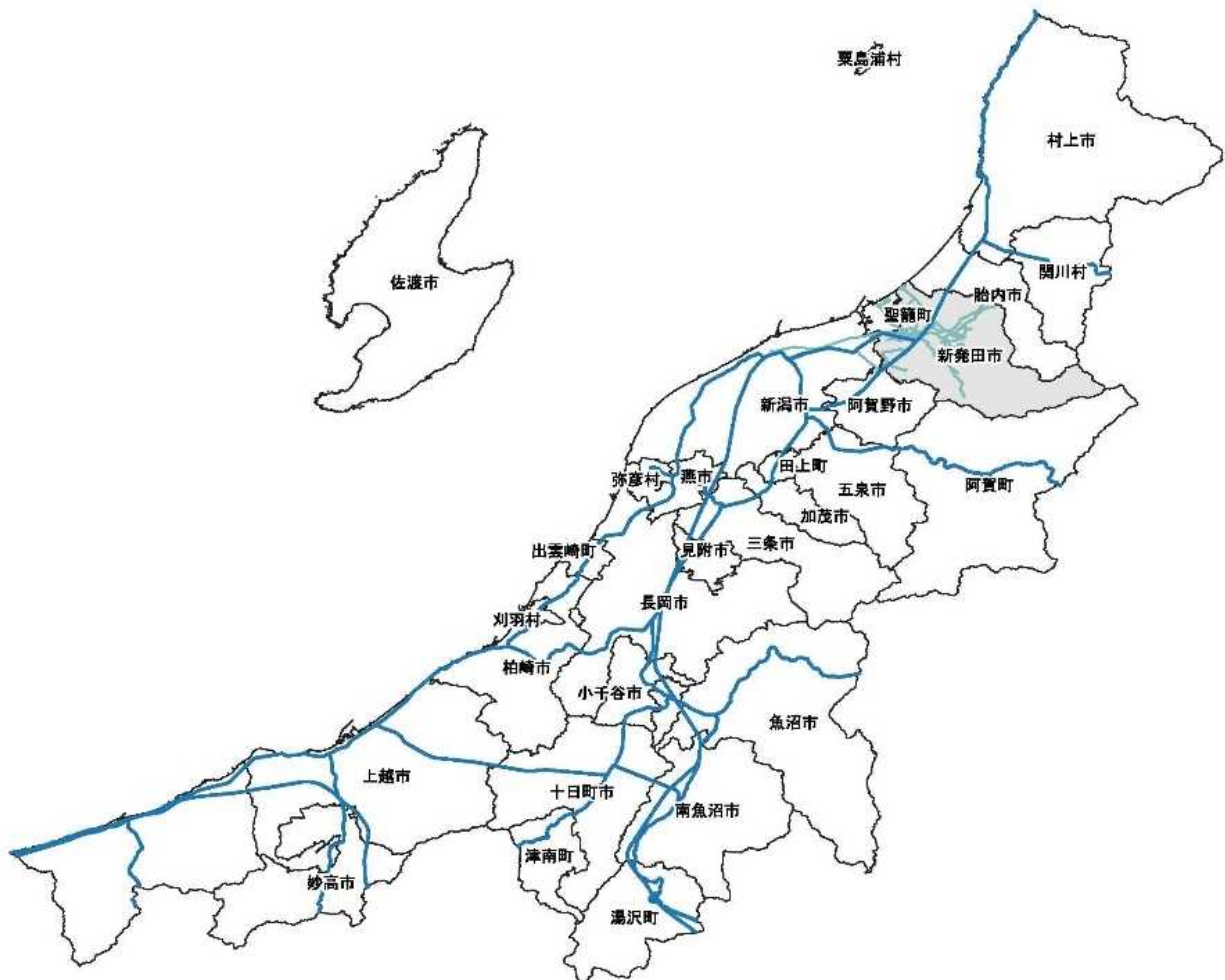 粟島浦村
村上市
関川村
佐渡市
胎内市
聖籠町
新発田市
新潟市
阿賀野市
田上町
弥彦村
燕市
五泉市
阿賀町
加茂市
三条市
出雲崎町
見附市
長岡市
刈羽村
柏崎市
小千谷市
魚沼市
上越市
十日町市
南魚沼市
津南町
妙高市
湯沢町